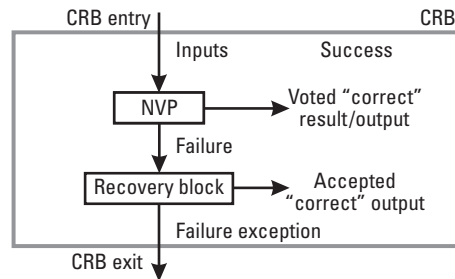 CRB entry
CRB
Inputs
Success
NVP
Voted “correct”
result/output
Failure
Recovery block
Accepted
“correct” output
Failure exception
CRB exit